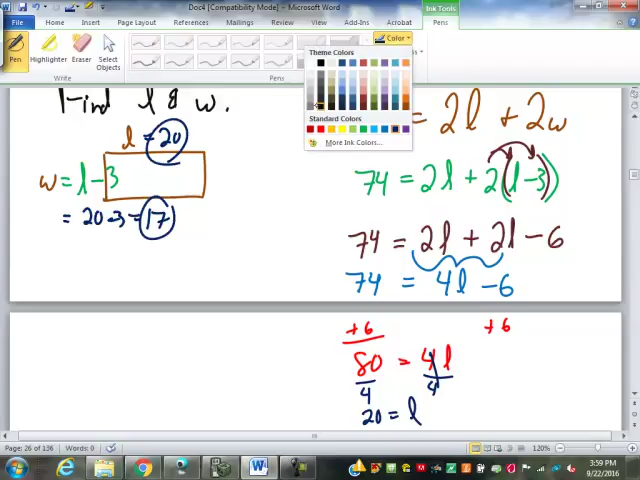 Doc4 [Compatibility Mode] - Microsoft Word
Ink Tools
File Home Insert Page Layout References Mailings Review View Add-Ins Acrobat Pens
Pen Highlighter Eraser Select Objects
Color
Write
Pens
Theme Colors
Standard Colors
More Ink Colors...
Find l & w.
= 2l + 2w
l = 20
w = l - 3
= 20 - 3 = 17
74 = 2l + 2(l - 3)
74 = 2l + 2l - 6
74 = 4l - 6
+6 +6
80 = 4l
4 4
20 = l
Page: 26 of 136 Words: 0
120%
3:59 PM
9/22/2016